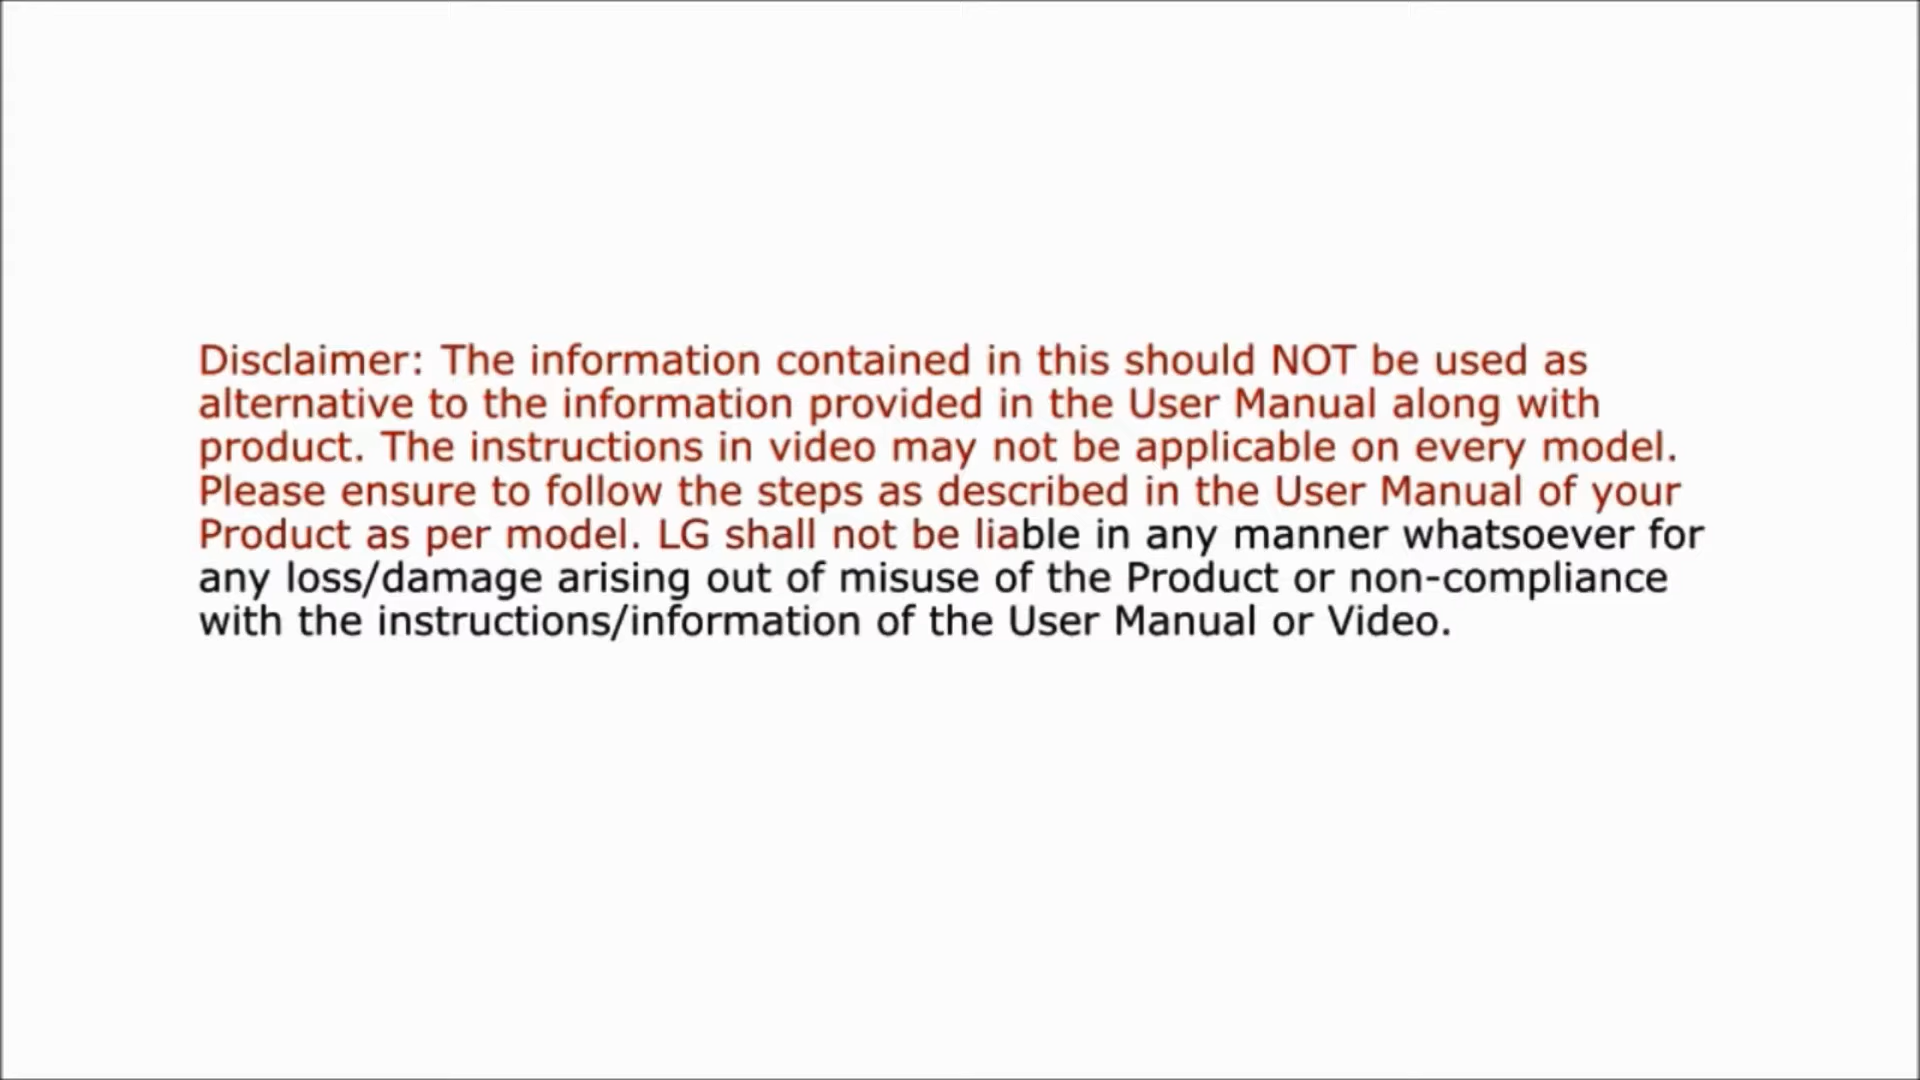 Disclaimer: The information contained in this should NOT be used as
alternative to the information provided in the User Manual along with
product. The instructions in video may not be applicable on every model.
Please ensure to follow the steps as described in the User Manual of your
Product as per model. LG shall not be liable in any manner whatsoever for
any loss/damage arising out of misuse of the Product or non-compliance
with the instructions/information of the User Manual or Video.